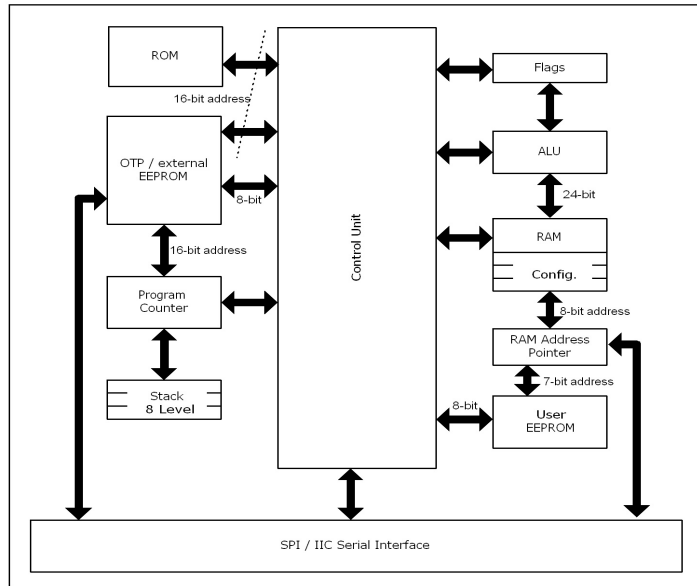 ROM
16-bit address
OTP / external
EEPROM
8-bit
16-bit address
Program
Counter
Stack
8 Level
Control Unit
Flags
ALU
24-bit
RAM
Config.
8-bit address
RAM Address
Pointer
7-bit address
8-bit
User
EEPROM
SPI / IIC Serial Interface